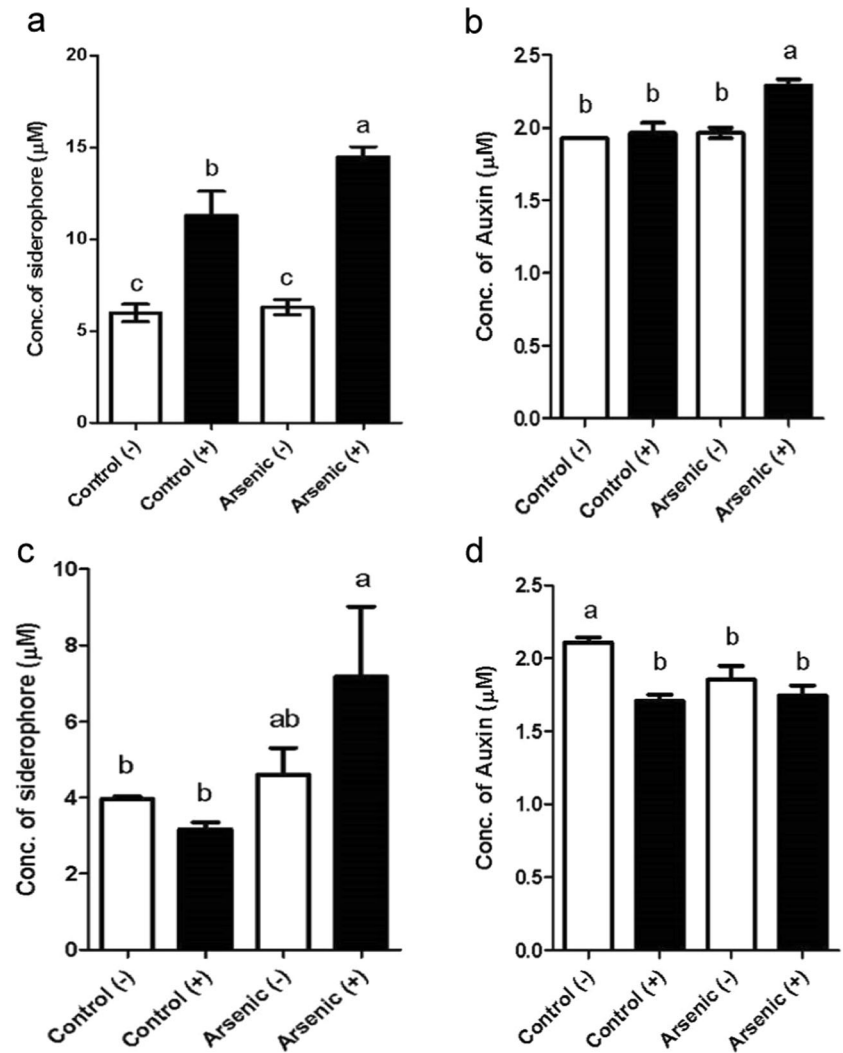 a
Conc.of siderophore (μM)
20
15
10
5
0
c
b
c
a
Control (-)
Control (+)
Arsenic (-)
Arsenic (+)
b
Conc. of Auxin (μM)
2.5
2.0
1.5
1.0
0.5
0.0
b
b
b
a
Control (-)
Control (+)
Arsenic (-)
Arsenic (+)
c
Conc. of siderophore (μM)
10
8
6
4
2
0
b
b
ab
a
Control (-)
Control (+)
Arsenic (-)
Arsenic (+)
d
Conc. of Auxin (μM)
2.5
2.0
1.5
1.0
0.5
0.0
a
b
b
b
Control (-)
Control (+)
Arsenic (-)
Arsenic (+)